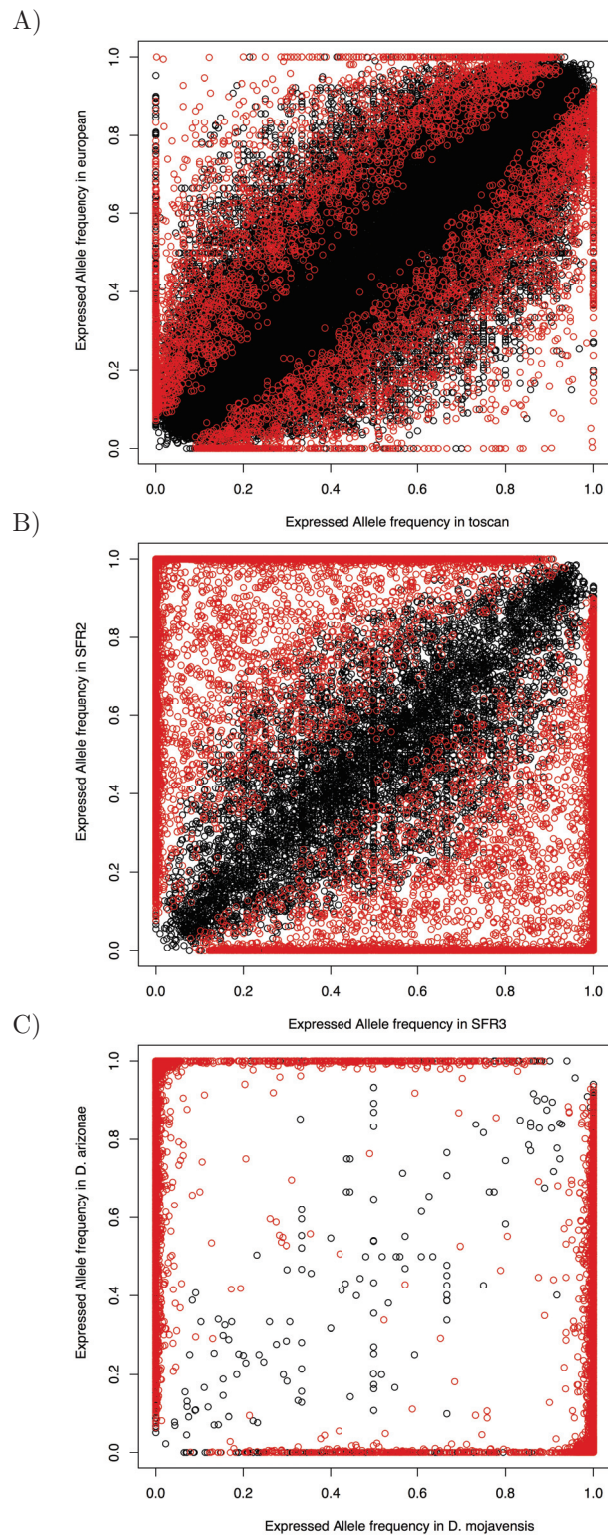 A)
Expressed Allele frequency in european
1.0
0.8
0.6
0.4
0.2
0.0
0.0 0.2 0.4 0.6 0.8 1.0
Expressed Allele frequency in toscan
B)
Expressed Allele frequency in SFR2
1.0
0.8
0.6
0.4
0.2
0.0
0.0 0.2 0.4 0.6 0.8 1.0
Expressed Allele frequency in SFR3
C)
Expressed Allele frequency in D. arizonae
1.0
0.8
0.6
0.4
0.2
0.0
0.0 0.2 0.4 0.6 0.8 1.0
Expressed Allele frequency in D. mojavensis